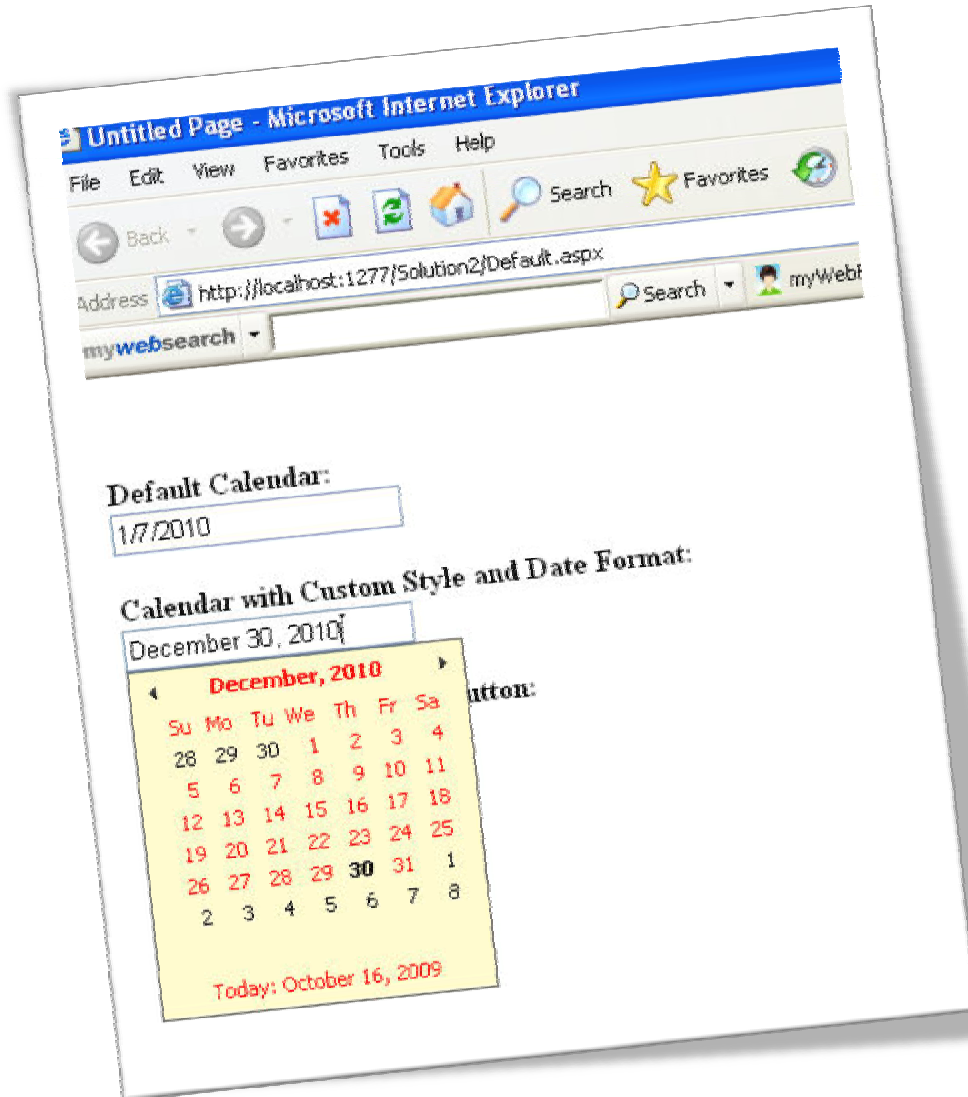 Untitled Page - Microsoft Internet Explorer
File Edit View Favorites Tools Help
Back Search Favorites
Address http://localhost:1277/Solution2/Default.aspx
mywebsearch Search
Default Calendar:
1/7/2010
Calendar with Custom Style and Date Format:
December 30, 2010
December, 2010
Su Mo Tu We Th Fr Sa
28 29 30 1 2 3 4
5 6 7 8 9 10 11
12 13 14 15 16 17 18
19 20 21 22 23 24 25
26 27 28 29 30 31 1
2 3 4 5 6 7 8
Today: October 16, 2009